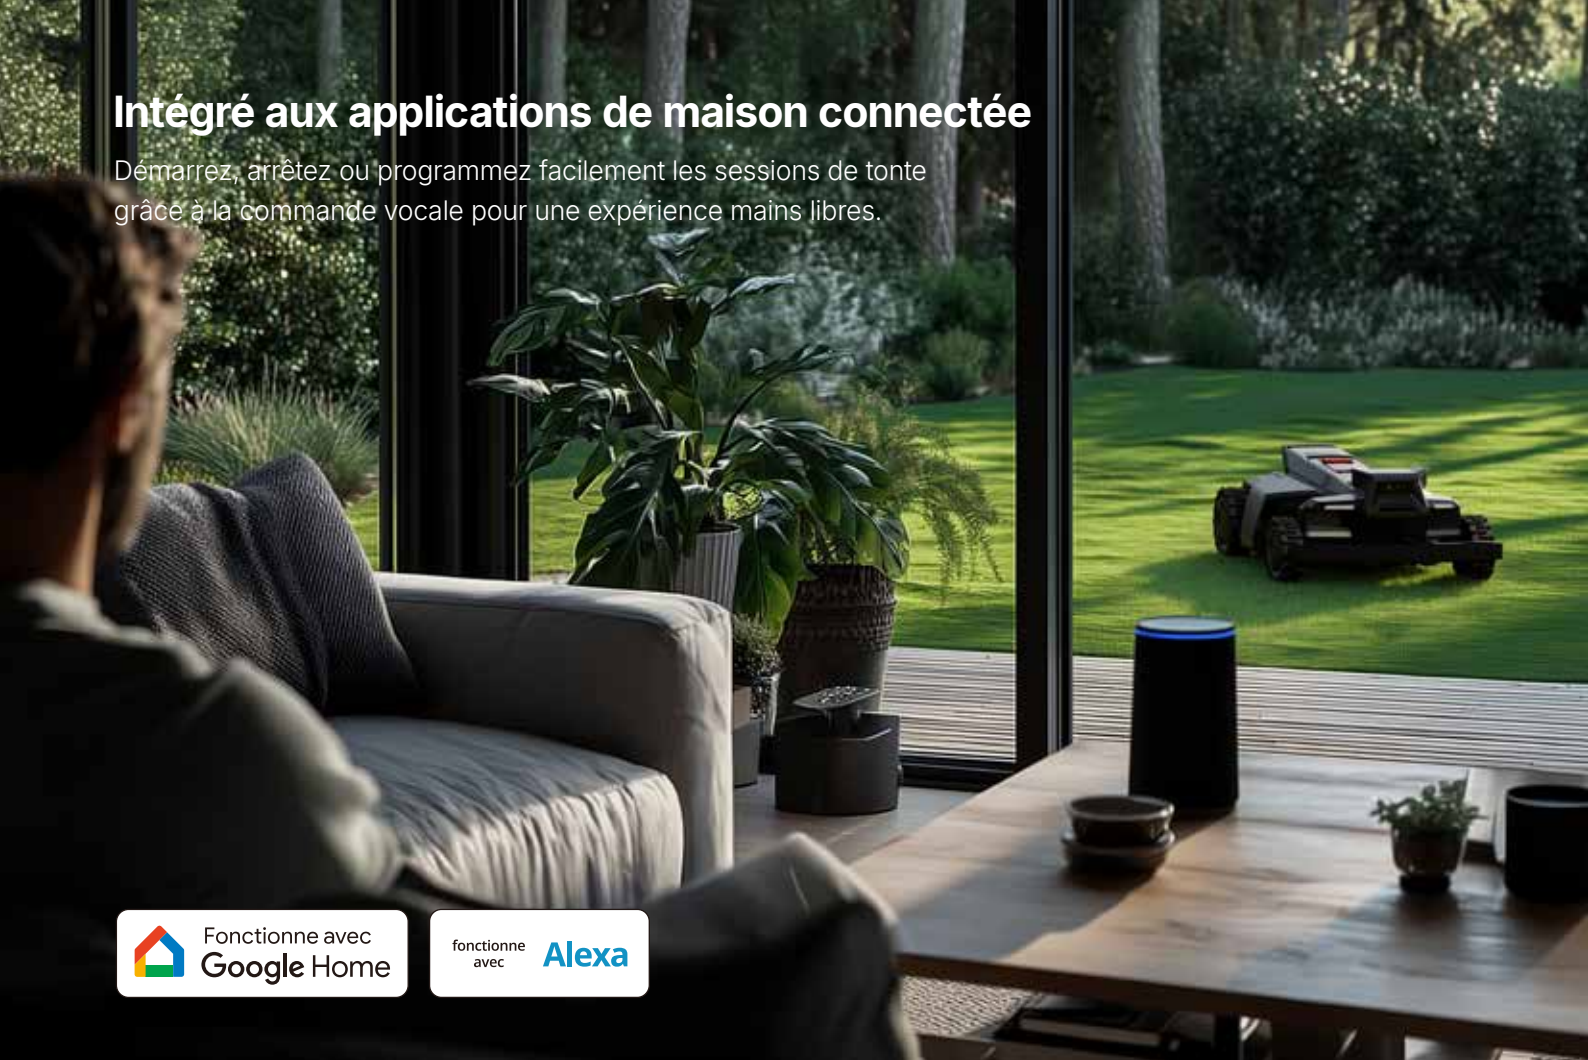 Intégré aux applications de maison connectée
Démarrez, arrêtez ou programmez facilement les sessions de tonte
grâce à la commande vocale pour une expérience mains libres.
Fonctionne avec
Google Home
fonctionne
avec
Alexa